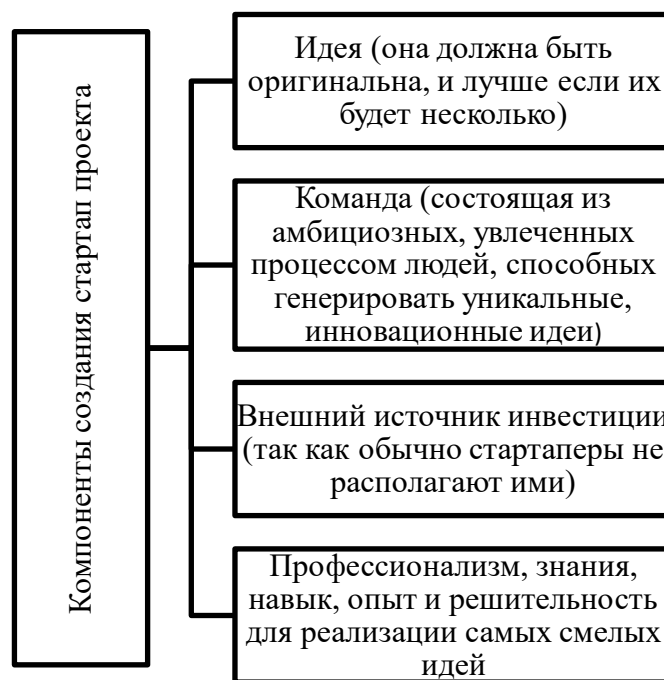 Компоненты создания стартап проекта
Идея (она должна быть
оригинальна, и лучше если их
будет несколько)
Команда (состоящая из
амбициозных, увлеченных
процессом людей, способных
генерировать уникальные,
инновационные идеи)
Внешний источник инвестиции
(так как обычно стартаперы не
располагают ими)
Профессионализм, знания,
навык, опыт и решительность
для реализации самых смелых
идей